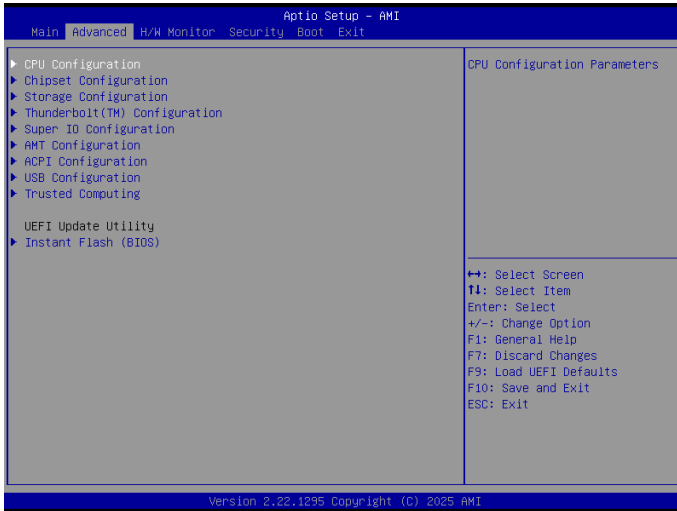 Aptio Setup - AMI
Main Advanced H/W Monitor Security Boot Exit
CPU Configuration
Chipset Configuration
Storage Configuration
Thunderbolt(TM) Configuration
Super IO Configuration
AMT Configuration
ACPI Configuration
USB Configuration
Trusted Computing
UEFI Update Utility
Instant Flash (BIOS)
CPU Configuration Parameters
↔: Select Screen
↑↓: Select Item
Enter: Select
+/-: Change Option
F1: General Help
F7: Discard Changes
F9: Load UEFI Defaults
F10: Save and Exit
ESC: Exit
Version 2.22.1295 Copyright (C) 2025 AMI